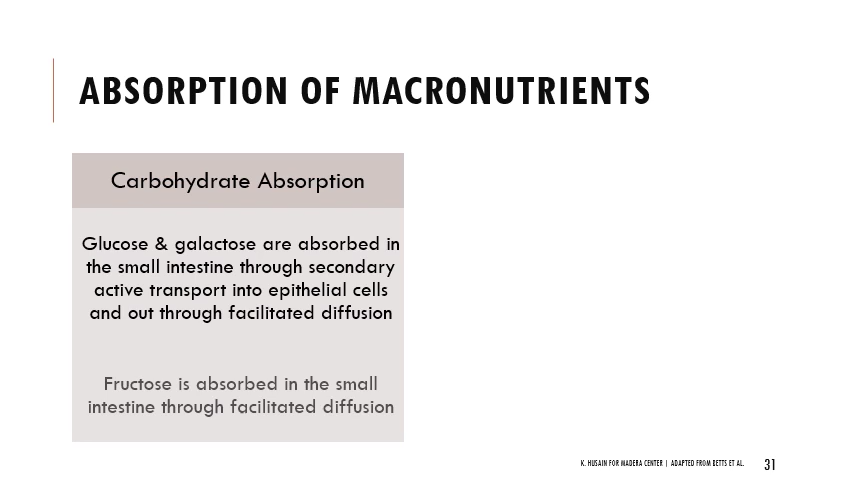 ABSORPTION OF MACRONUTRIENTS
Carbohydrate Absorption
Glucose & galactose are absorbed in
the small intestine through secondary
active transport into epithelial cells
and out through facilitated diffusion
Fructose is absorbed in the small
intestine through facilitated diffusion
K. HUSAIN FOR MADERA CENTER | ADAPTED FROM BETTS ET AL. 31